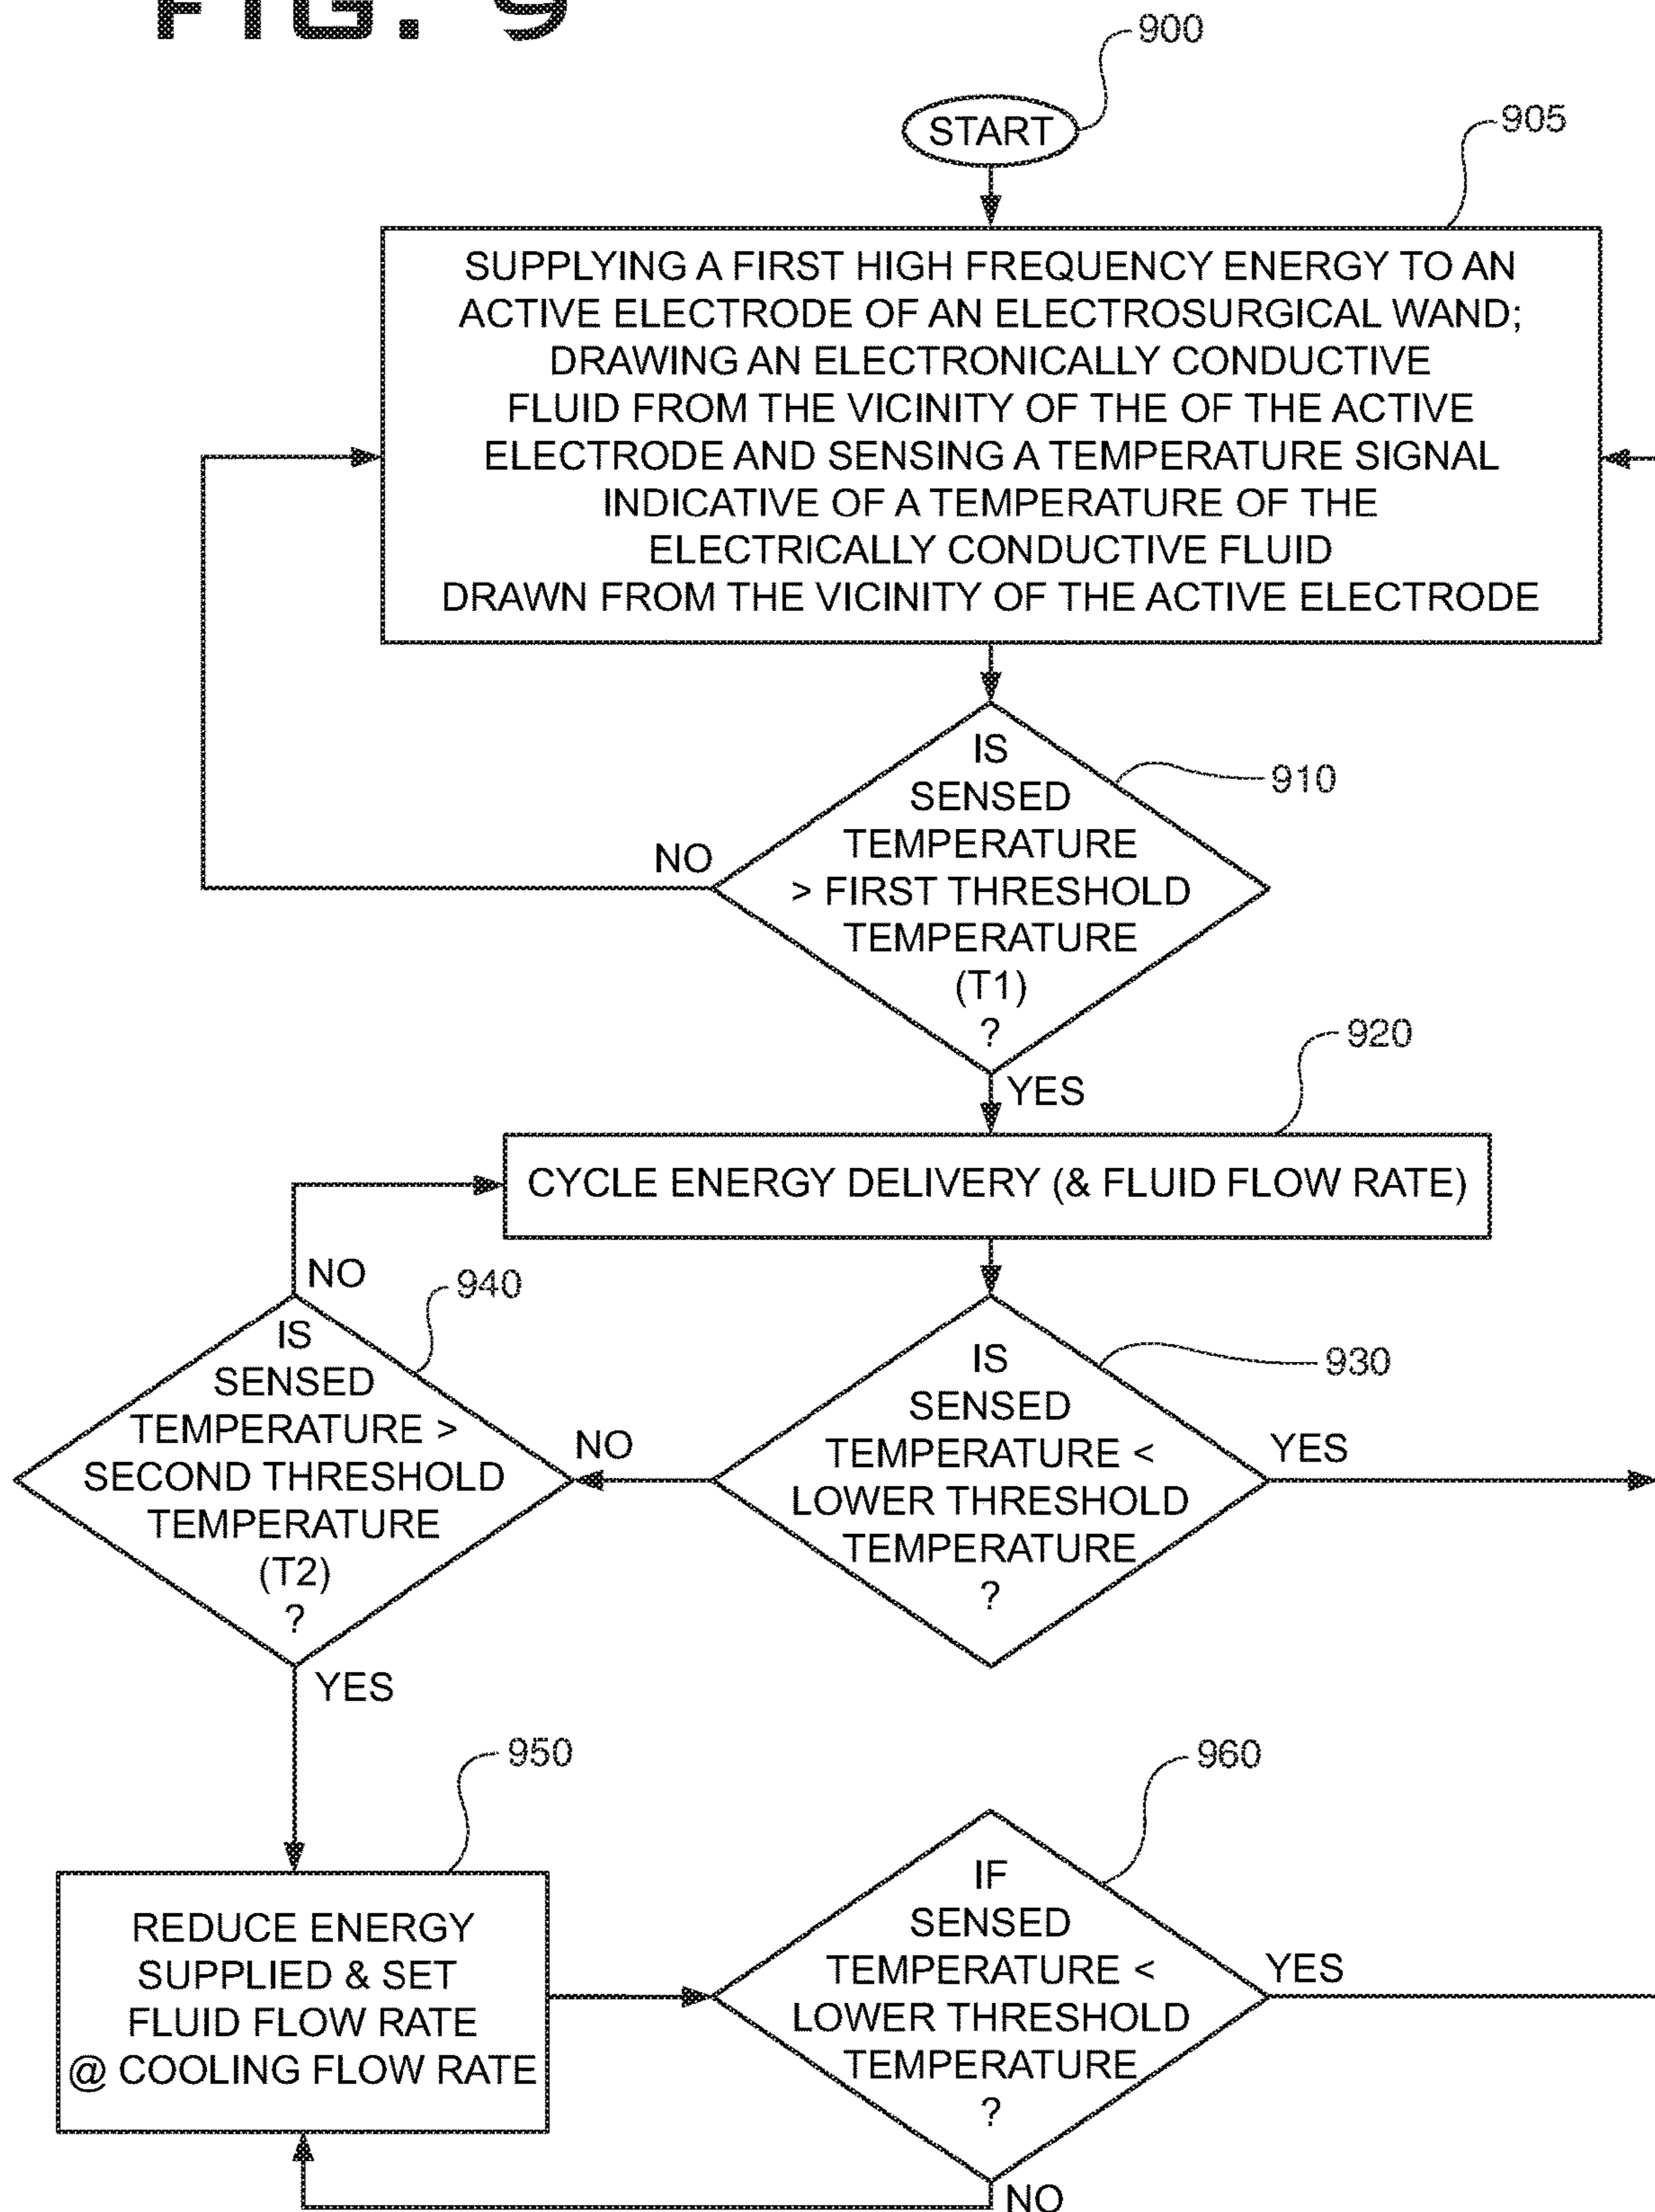 FIG. 9
900
START
905
SUPPLYING A FIRST HIGH FREQUENCY ENERGY TO AN
ACTIVE ELECTRODE OF AN ELECTROSURGICAL WAND;
DRAWING AN ELECTRONICALLY CONDUCTIVE
FLUID FROM THE VICINITY OF THE OF THE ACTIVE
ELECTRODE AND SENSING A TEMPERATURE SIGNAL
INDICATIVE OF A TEMPERATURE OF THE
ELECTRICALLY CONDUCTIVE FLUID
DRAWN FROM THE VICINITY OF THE ACTIVE ELECTRODE
910
IS
SENSED
TEMPERATURE
> FIRST THRESHOLD
TEMPERATURE
(T1)
?
NO
YES
920
CYCLE ENERGY DELIVERY (& FLUID FLOW RATE)
NO
940
IS
SENSED
TEMPERATURE >
SECOND THRESHOLD
TEMPERATURE
(T2)
?
NO
930
IS
SENSED
TEMPERATURE <
LOWER THRESHOLD
TEMPERATURE
?
YES
YES
950
REDUCE ENERGY
SUPPLIED & SET
FLUID FLOW RATE
@ COOLING FLOW RATE
960
IF
SENSED
TEMPERATURE <
LOWER THRESHOLD
TEMPERATURE
?
YES
NO